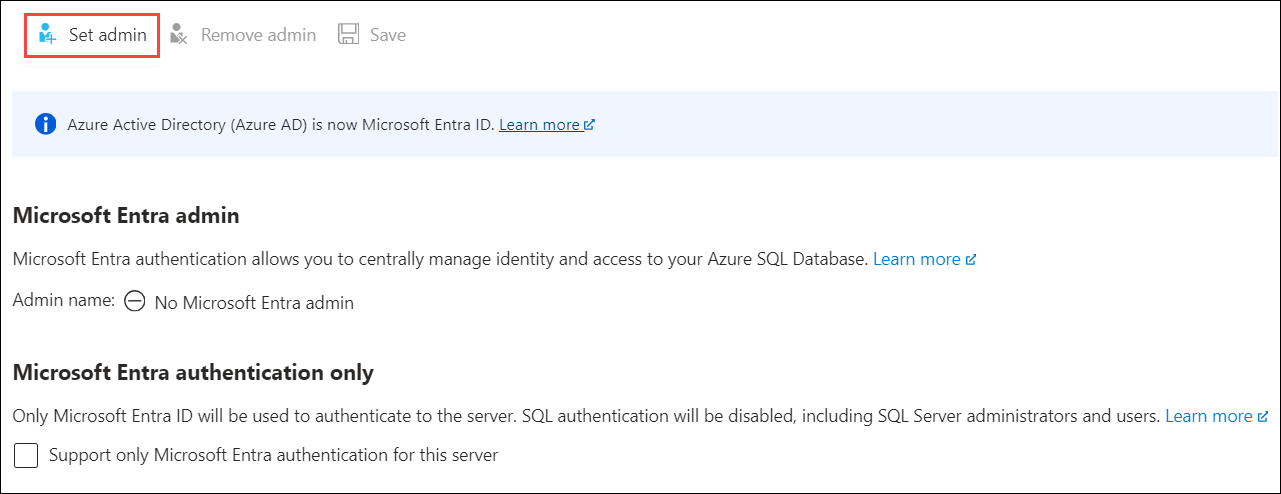 Set admin Remove admin Save
Azure Active Directory (Azure AD) is now Microsoft Entra ID. Learn more
Microsoft Entra admin
Microsoft Entra authentication allows you to centrally manage identity and access to your Azure SQL Database. Learn more
Admin name: No Microsoft Entra admin
Microsoft Entra authentication only
Only Microsoft Entra ID will be used to authenticate to the server. SQL authentication will be disabled, including SQL Server administrators and users. Learn more
Support only Microsoft Entra authentication for this server